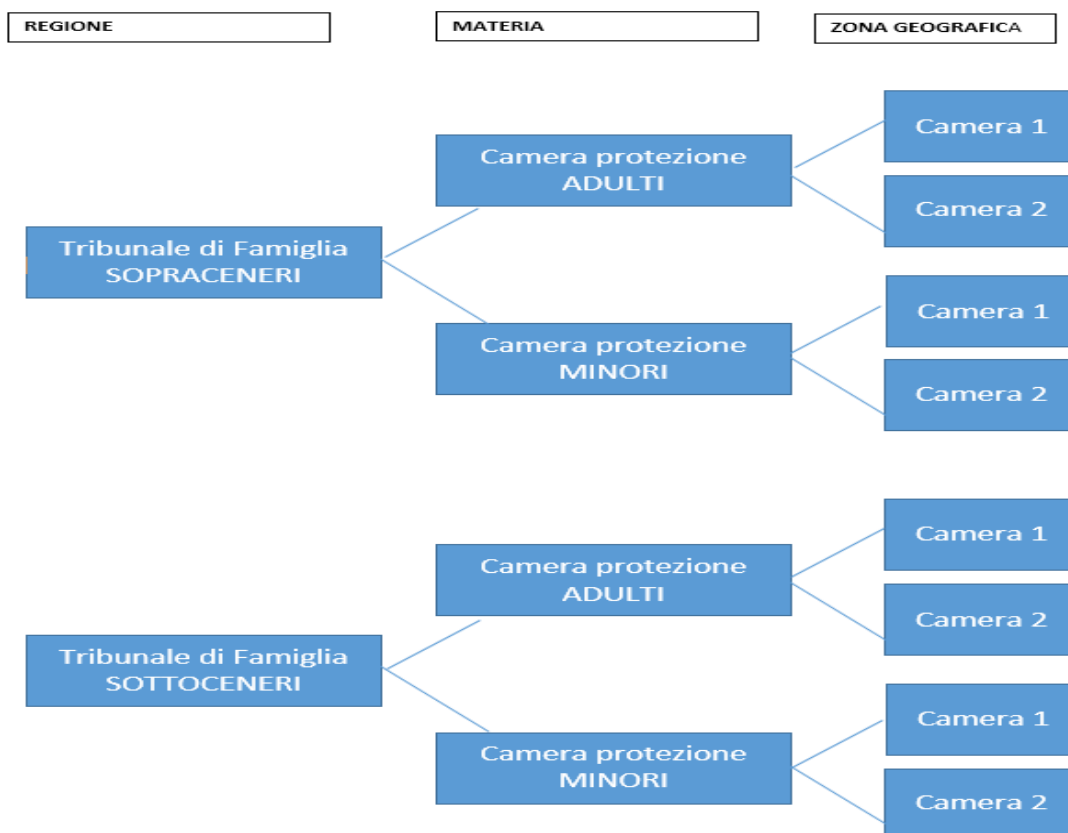 REGIONE
MATERIA
ZONA GEOGRAFICA
Tribunale di Famiglia
SOPRACENERI
Camera protezione
ADULTI
Camera 1
Camera 2
Camera protezione
MINORI
Camera 1
Camera 2
Tribunale di Famiglia
SOTTOCENERI
Camera protezione
ADULTI
Camera 1
Camera 2
Camera protezione
MINORI
Camera 1
Camera 2